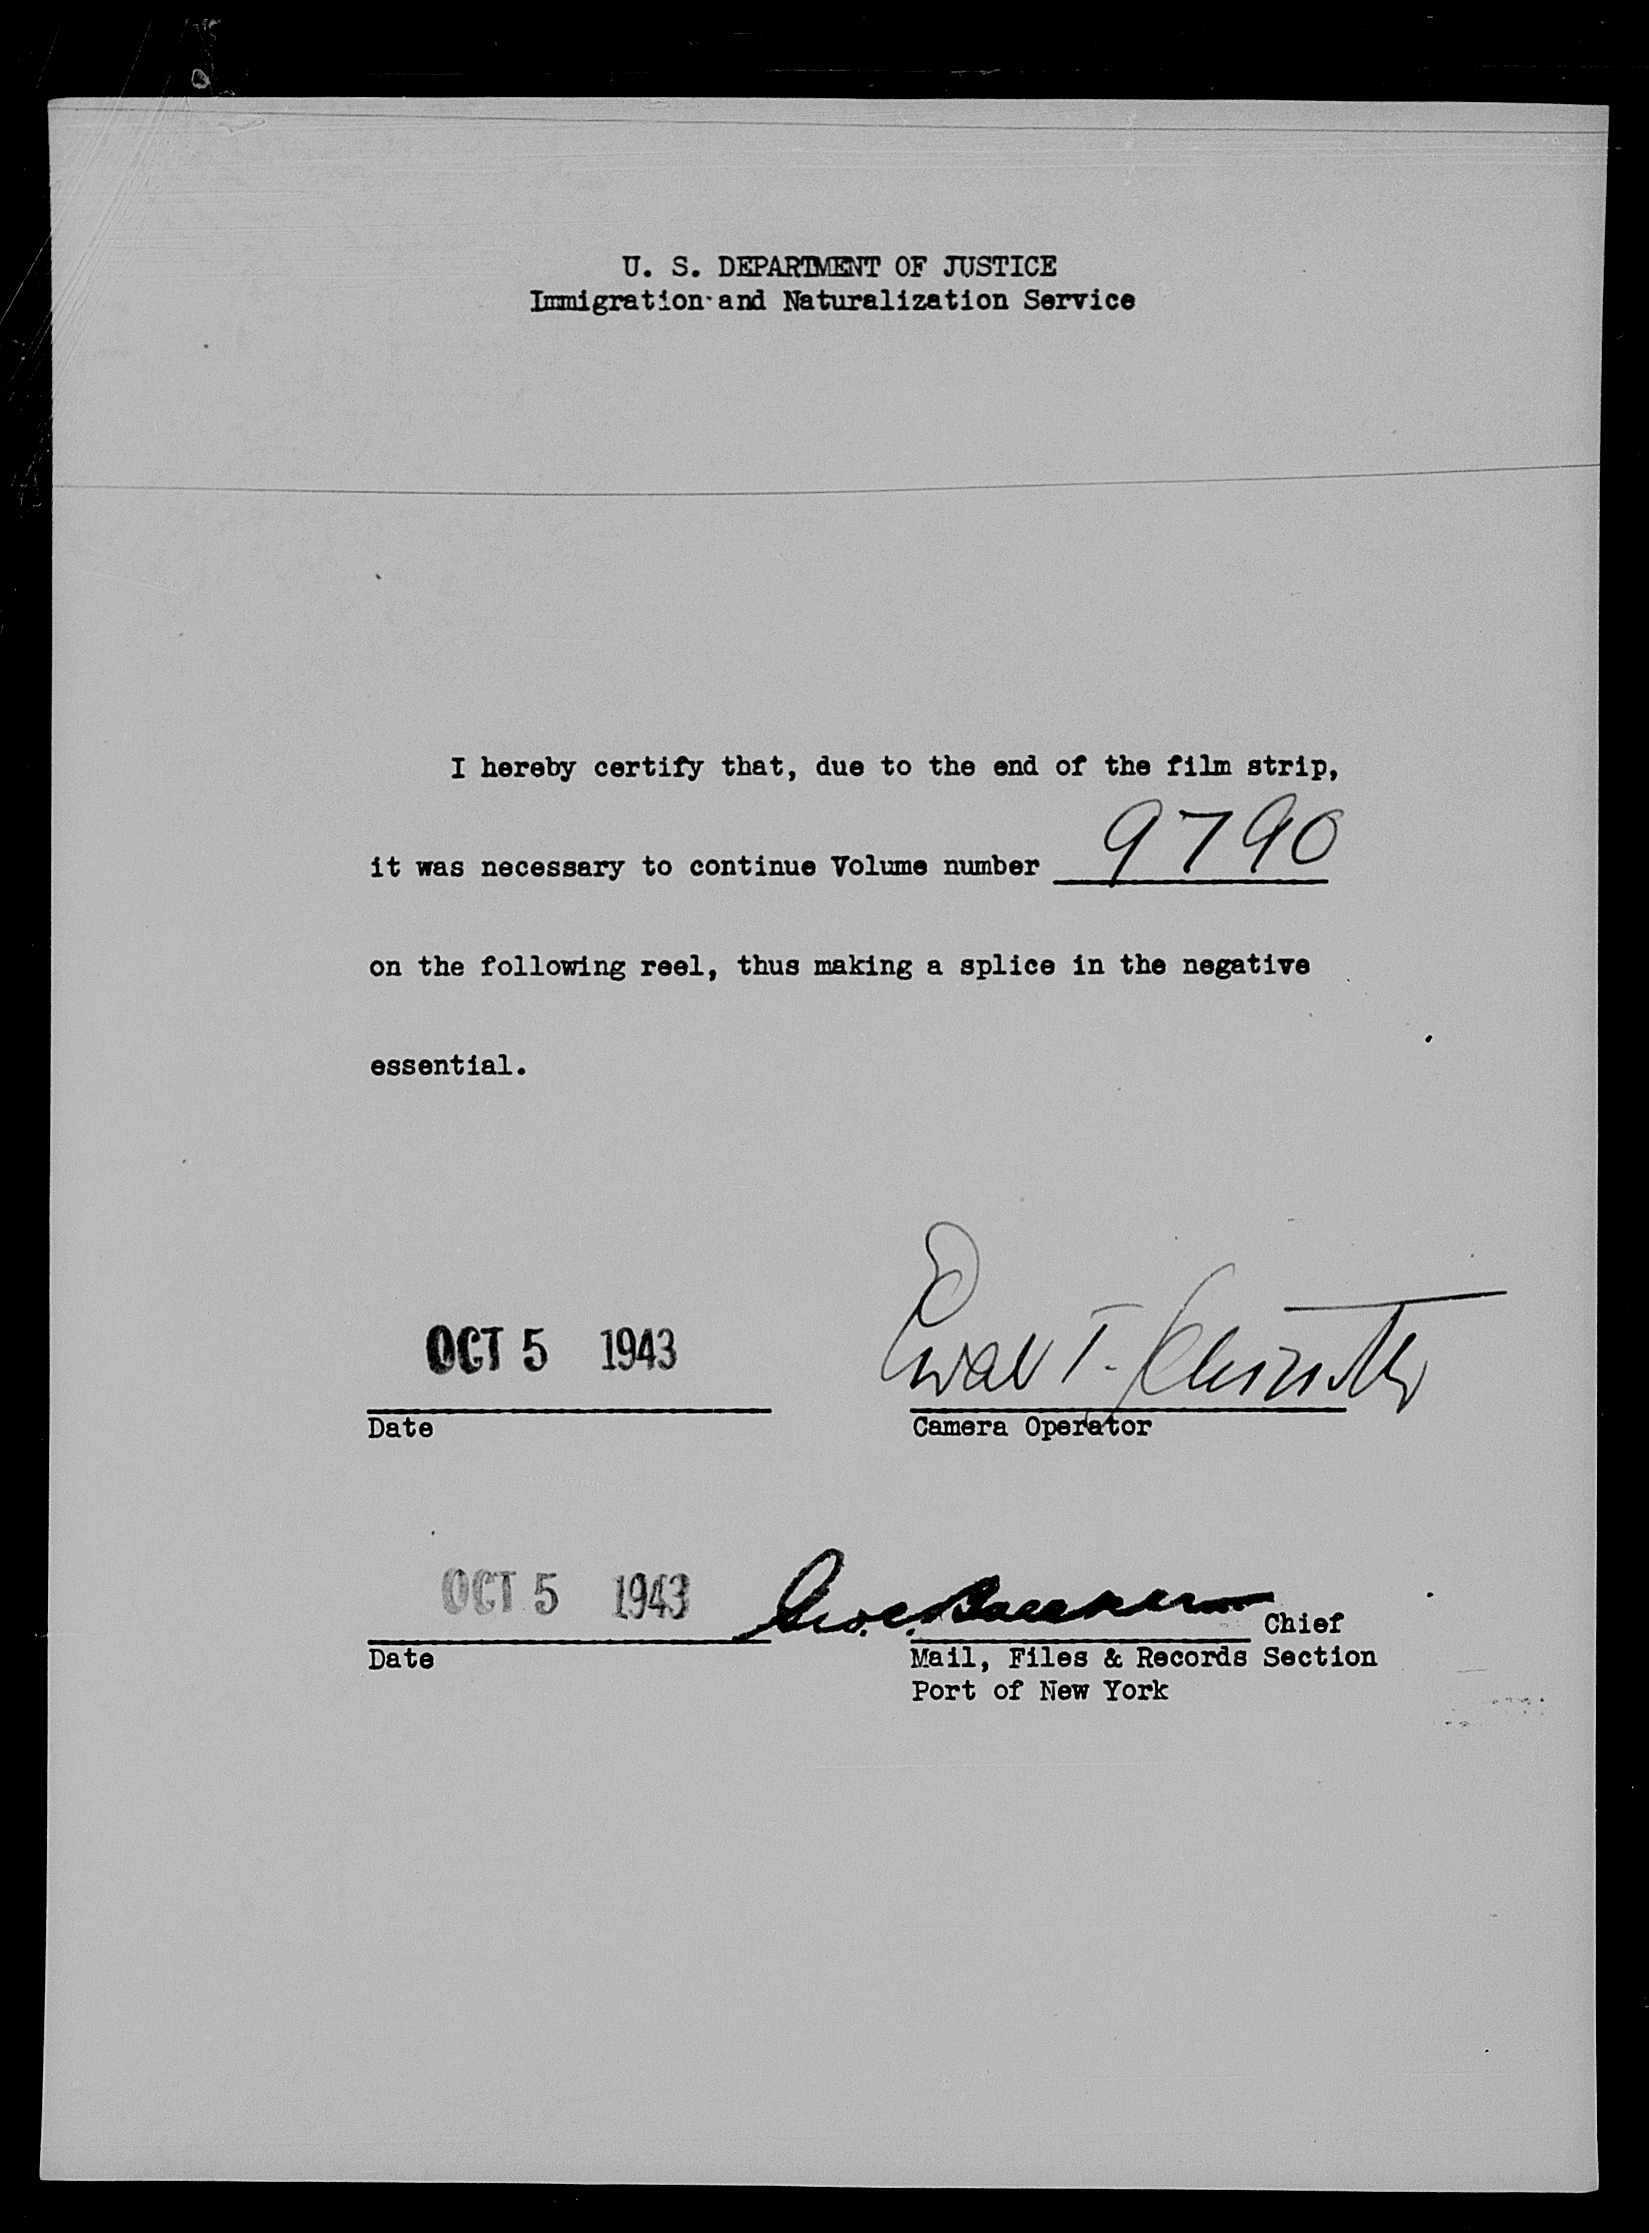 U. S. DEPARTMENT OF JUSTICE
Immigration and Naturalization Service
I hereby certify that, due to the end of the film strip,
it was necessary to continue Volume number 9790
on the following reel, thus making a splice in the negative
essential.
OCT 5 1943
Date
T.
Camera Operator
OCT 5 1943
Geo. C. Chief
Date
Mail, Files & Records Section
Port of New York